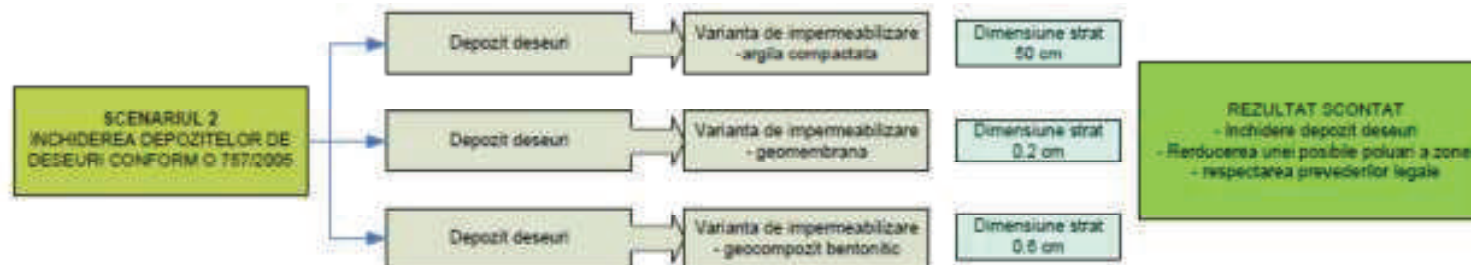 SCENARIUL 2
INCHIDEREA DEPOZITELOR DE
DESEURI CONFORM O 757/2005
Depozit deseuri
Varianta de impermeabilizare
-argila compactata
Dimensiune strat
50 cm
Depozit deseuri
Varianta de impermeabilizare
- geomembrana
Dimensiune strat
0.2 cm
Depozit deseuri
Varianta de impermeabilizare
- geocompozit bentonitic
Dimensiune strat
0.6 cm
REZULTAT SCONTAT
- Inchidere depozit deseuri
- Rerducerea unei posibile poluari a zone
- respectarea prevederilor legale